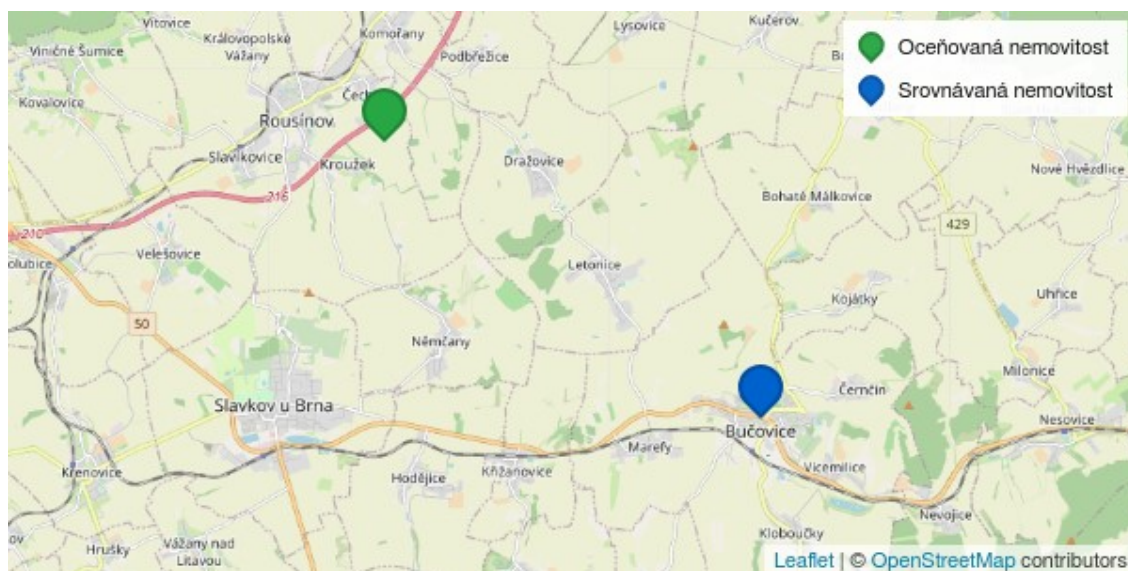 Vítovice
Viničné Šumice
Královopolské
Vážany
Komořany
Podbřežice
Lysovice
Kučerov
Oceňovaná nemovitost
Srovnávaná nemovitost
Kovalovice
Rousínov
Slavíkovice
Kroužek
Dražovice
Nové Hvězdlice
Bohaté Málkovice
216
210
429
Velešovice
Letonice
Kojátky
Uhřice
50
Němčany
Milonice
Slavkov u Brna
Černčín
Nesovice
Bučovice
Marefy
Křenovice
Hodějice
Křižanovice
Vicemilice
Nevojice
Kloboučky
Hrušky
Vážany nad
Litavou
Leaflet | © OpenStreetMap contributors